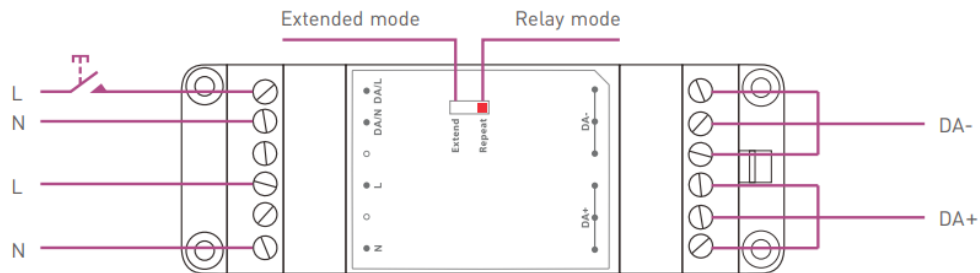 Extended mode
Relay mode
L
N
L
N
DA/L
DA/N
L
N
Extend
Repeat
DA-
DA+
DA-
DA+